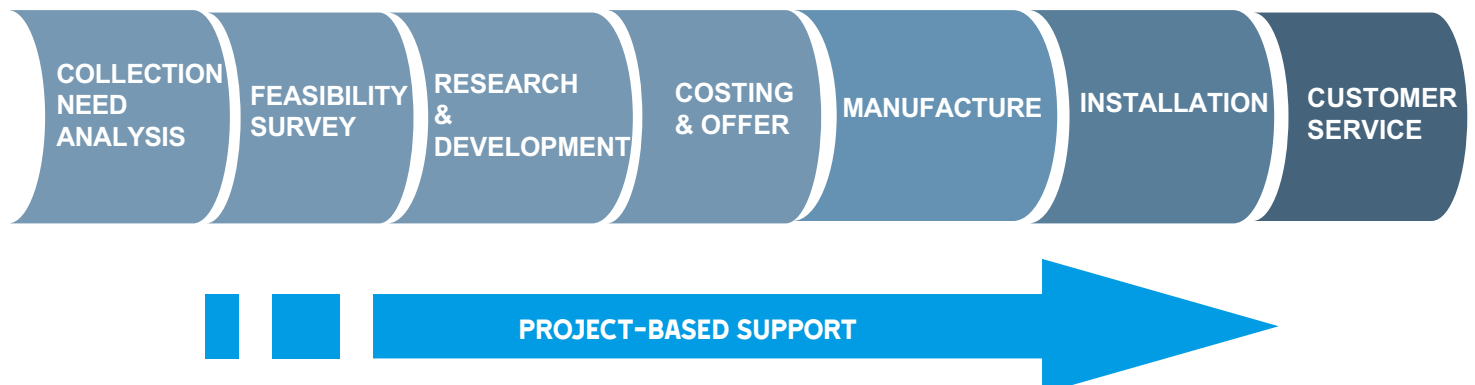 COLLECTION
NEED
ANALYSIS
FEASIBILITY
SURVEY
RESEARCH
&
DEVELOPMENT
COSTING
& OFFER
MANUFACTURE
INSTALLATION
CUSTOMER
SERVICE
PROJECT-BASED SUPPORT